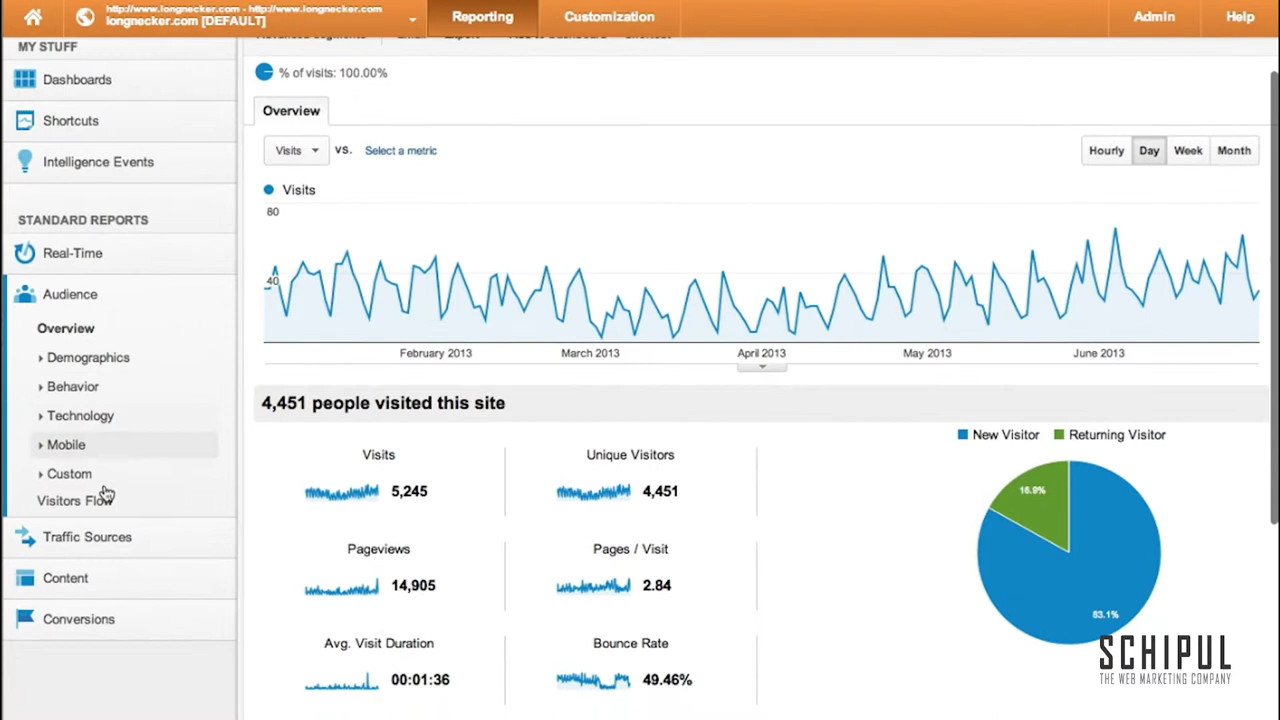 http://www.longnecker.com - http://www.longnecker.com
longnecker.com [DEFAULT]
Reporting
Customization
Admin
Help
MY STUFF
Dashboards
Shortcuts
Intelligence Events
STANDARD REPORTS
Real-Time
Audience
Overview
Demographics
Behavior
Technology
Mobile
Custom
Visitors Flow
Traffic Sources
Content
Conversions
% of visits: 100.00%
Overview
Visits
vs.
Select a metric
Hourly
Day
Week
Month
Visits
80
40
February 2013
March 2013
April 2013
May 2013
June 2013
4,451 people visited this site
New Visitor
Returning Visitor
Visits
5,245
Unique Visitors
4,451
Pageviews
14,905
Pages / Visit
2.84
Avg. Visit Duration
00:01:36
Bounce Rate
49.46%
16.9%
83.1%
SCHIPUL
THE WEB MARKETING COMPANY